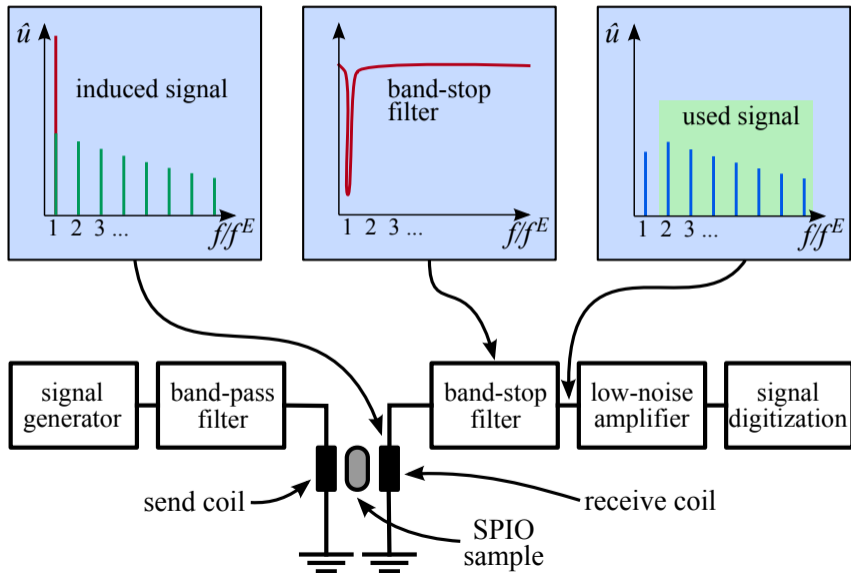 û
induced signal
1 2 3 ...
f/f^E
band-stop
filter
1 2 3 ...
f/f^E
û
used signal
1 2 3 ...
f/f^E
signal
generator
band-pass
filter
band-stop
filter
low-noise
amplifier
signal
digitization
send coil
SPIO
sample
receive coil